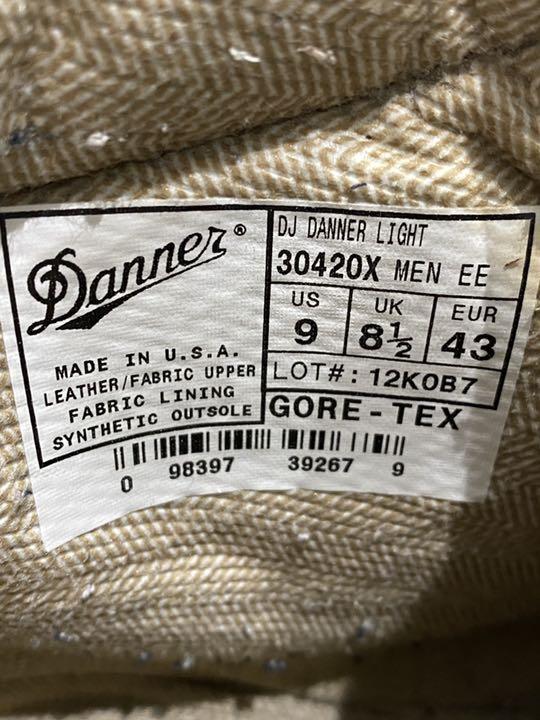 Danner®
MADE IN U.S.A.
LEATHER/FABRIC UPPER
FABRIC LINING
SYNTHETIC OUTSOLE
DJ DANNER LIGHT
30420X MEN EE
US UK EUR
9 8½ 43
LOT#: 12K0B7
GORE-TEX
0 98397 39267 9